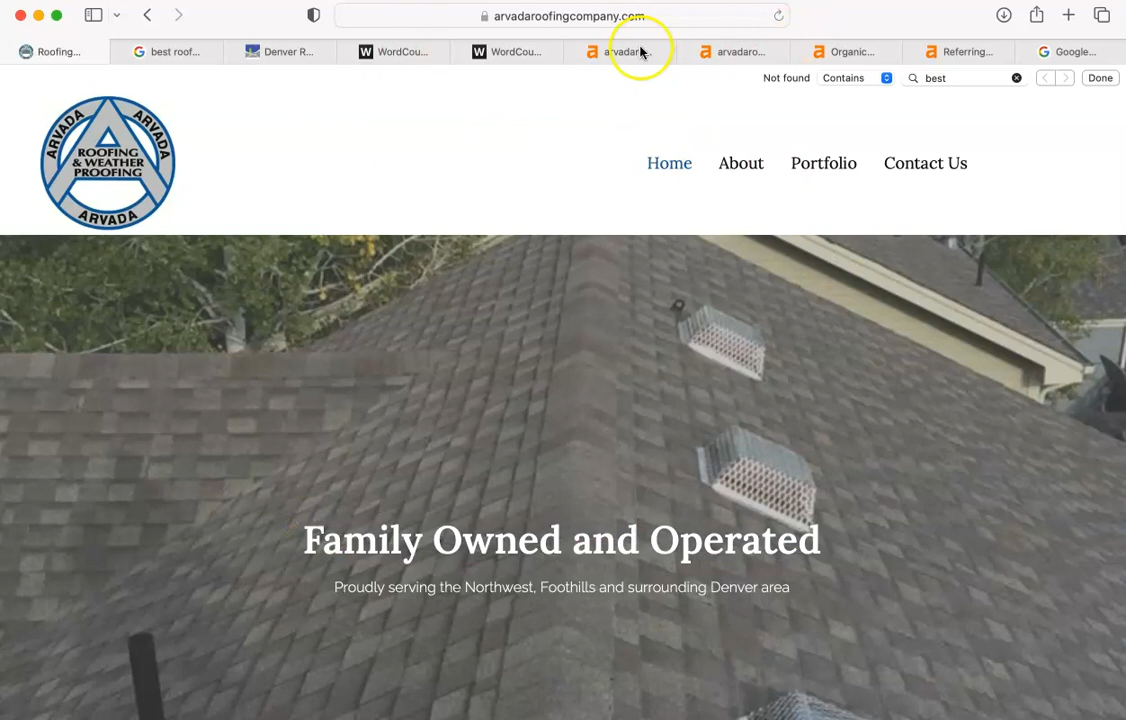 arvadaroofingcompany.com
Roofing... best roof... Denver R... WordCou... WordCou... arvadaro... Organic... Referring... Google...
Not found Contains best Done
ARVADA ARVADA
ROOFING
& WEATHER
PROOFING
ARVADA
Home About Portfolio Contact Us
Family Owned and Operated
Proudly serving the Northwest, Foothills and surrounding Denver area